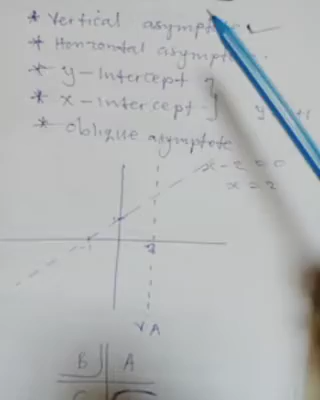 * Vertical asymptote ✓
* Horizontal asymptote.
* y-Intercept
* x-Intercept
* Oblique asymptote
x - 2 = 0
x = 2
-1
2
VA
B A